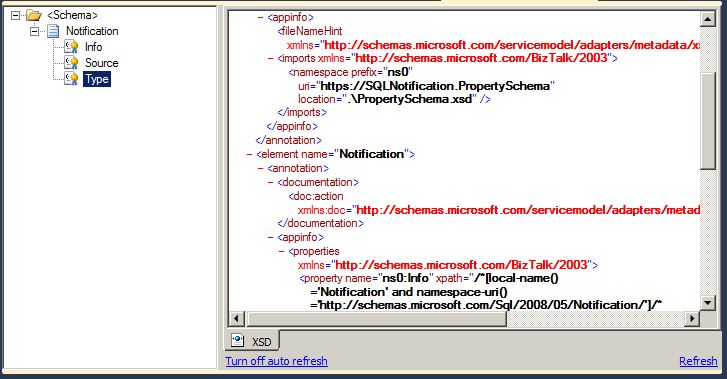 <Schema>
Notification
Info
Source
Type
− <appinfo>
<fileNameHint
xmlns="http://schemas.microsoft.com/servicemodel/adapters/metadata/xs
− <imports xmlns="http://schemas.microsoft.com/BizTalk/2003">
<namespace prefix="ns0"
uri="https://SQLNotification.PropertySchema"
location=".\PropertySchema.xsd" />
</imports>
</appinfo>
</annotation>
− <element name="Notification">
− <annotation>
− <documentation>
<doc:action
xmlns:doc="http://schemas.microsoft.com/servicemodel/adapters/metad
</documentation>
− <appinfo>
− <properties
xmlns="http://schemas.microsoft.com/BizTalk/2003">
<property name="ns0:Info" xpath="/*[local-name()
='Notification' and namespace-uri()
='http://schemas.microsoft.com/Sql/2008/05/Notification/']/*
XSD
Turn off auto refresh
Refresh